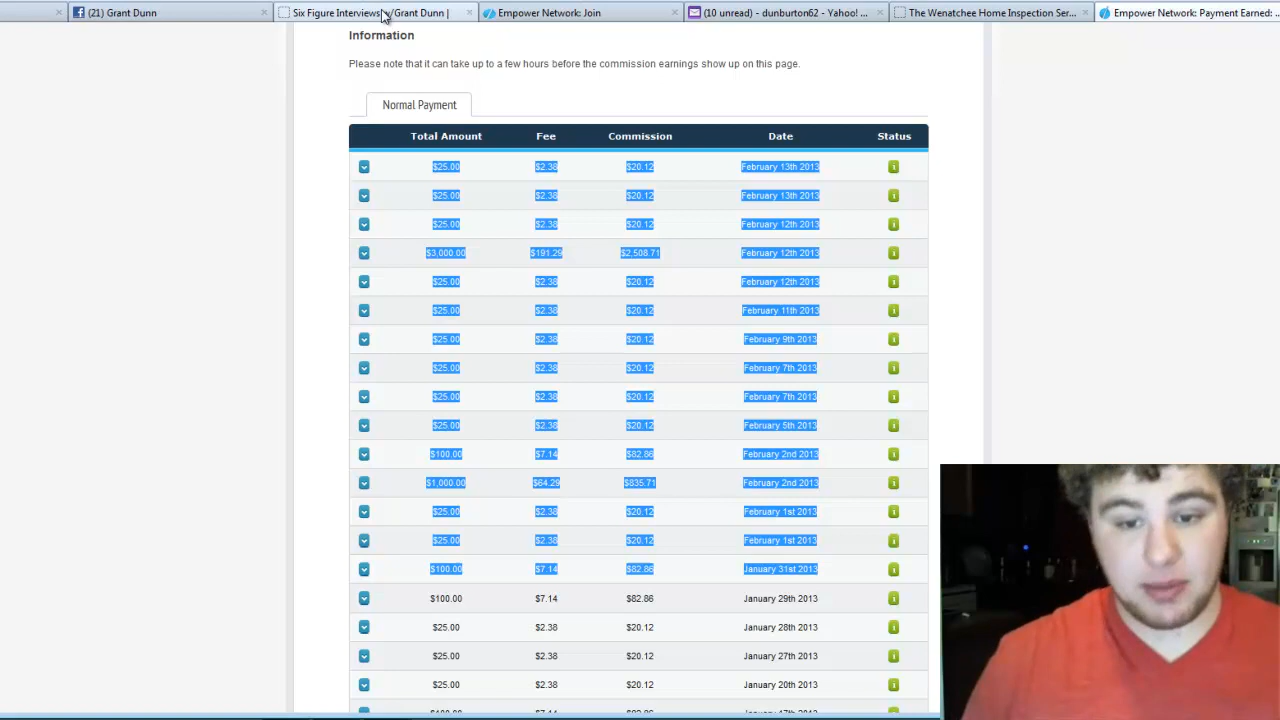 (21) Grant Dunn
Six Figure Interviews w/Grant Dunn |
Empower Network: Join
(10 unread) - dunburton62 - Yahoo! ...
The Wenatchee Home Inspection Ser...
Empower Network: Payment Earned: ...
Information
Please note that it can take up to a few hours before the commission earnings show up on this page.
Normal Payment
Total Amount Fee Commission Date Status
$25.00 $2.38 $20.12 February 13th 2013
$25.00 $2.38 $20.12 February 13th 2013
$25.00 $2.38 $20.12 February 12th 2013
$3,000.00 $191.29 $2,508.71 February 12th 2013
$25.00 $2.38 $20.12 February 12th 2013
$25.00 $2.38 $20.12 February 11th 2013
$25.00 $2.38 $20.12 February 9th 2013
$25.00 $2.38 $20.12 February 7th 2013
$25.00 $2.38 $20.12 February 7th 2013
$25.00 $2.38 $20.12 February 5th 2013
$100.00 $7.14 $82.86 February 2nd 2013
$1,000.00 $64.29 $835.71 February 2nd 2013
$25.00 $2.38 $20.12 February 1st 2013
$25.00 $2.38 $20.12 February 1st 2013
$100.00 $7.14 $82.86 January 31st 2013
$100.00 $7.14 $82.86 January 29th 2013
$25.00 $2.38 $20.12 January 28th 2013
$25.00 $2.38 $20.12 January 27th 2013
$25.00 $2.38 $20.12 January 20th 2013